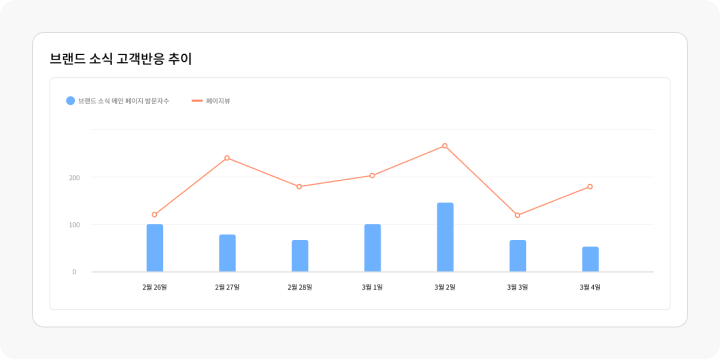 브랜드 소식 고객반응 추이
브랜드 소식 메인 페이지 방문자수 페이지뷰
200
100
0
2월 26일 2월 27일 2월 28일 3월 1일 3월 2일 3월 3일 3월 4일